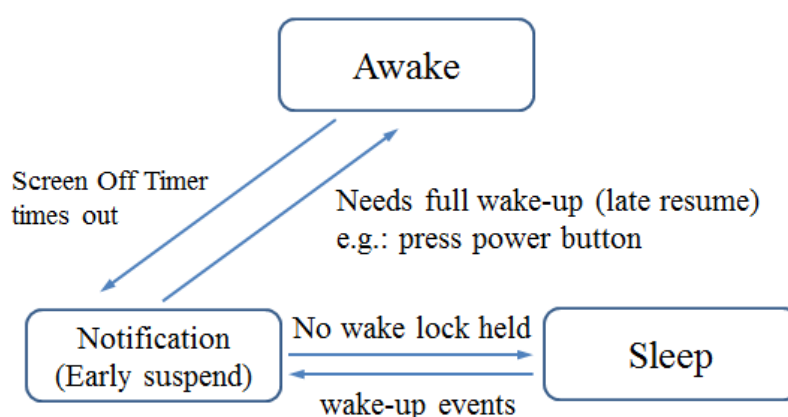 Awake
Screen Off Timer
times out
Needs full wake-up (late resume)
e.g.: press power button
Notification
(Early suspend)
No wake lock held
Sleep
wake-up events